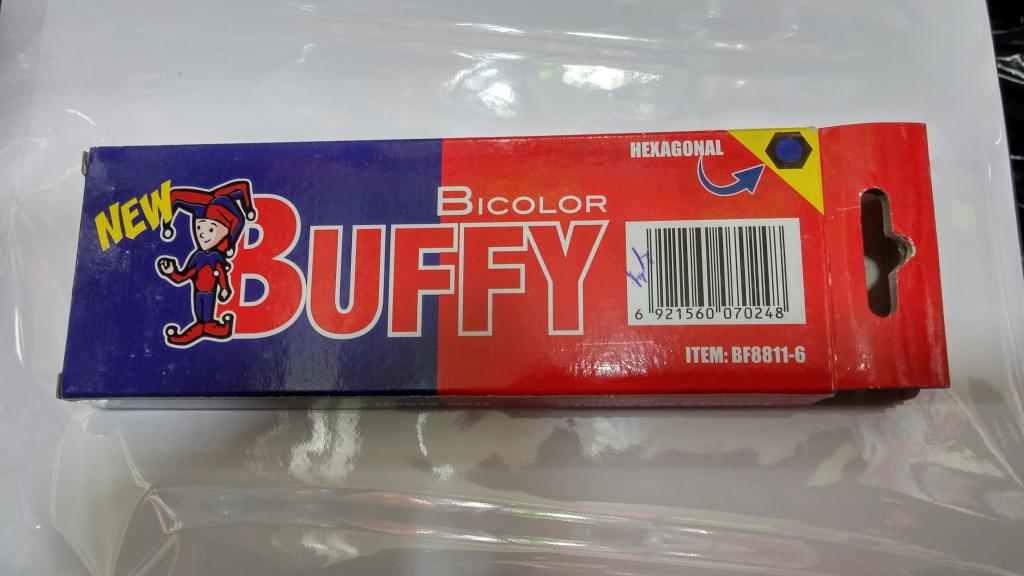 NEW
HEXAGONAL
BICOLOR
BUFFY
6 921560 070248
ITEM: BF8811-6